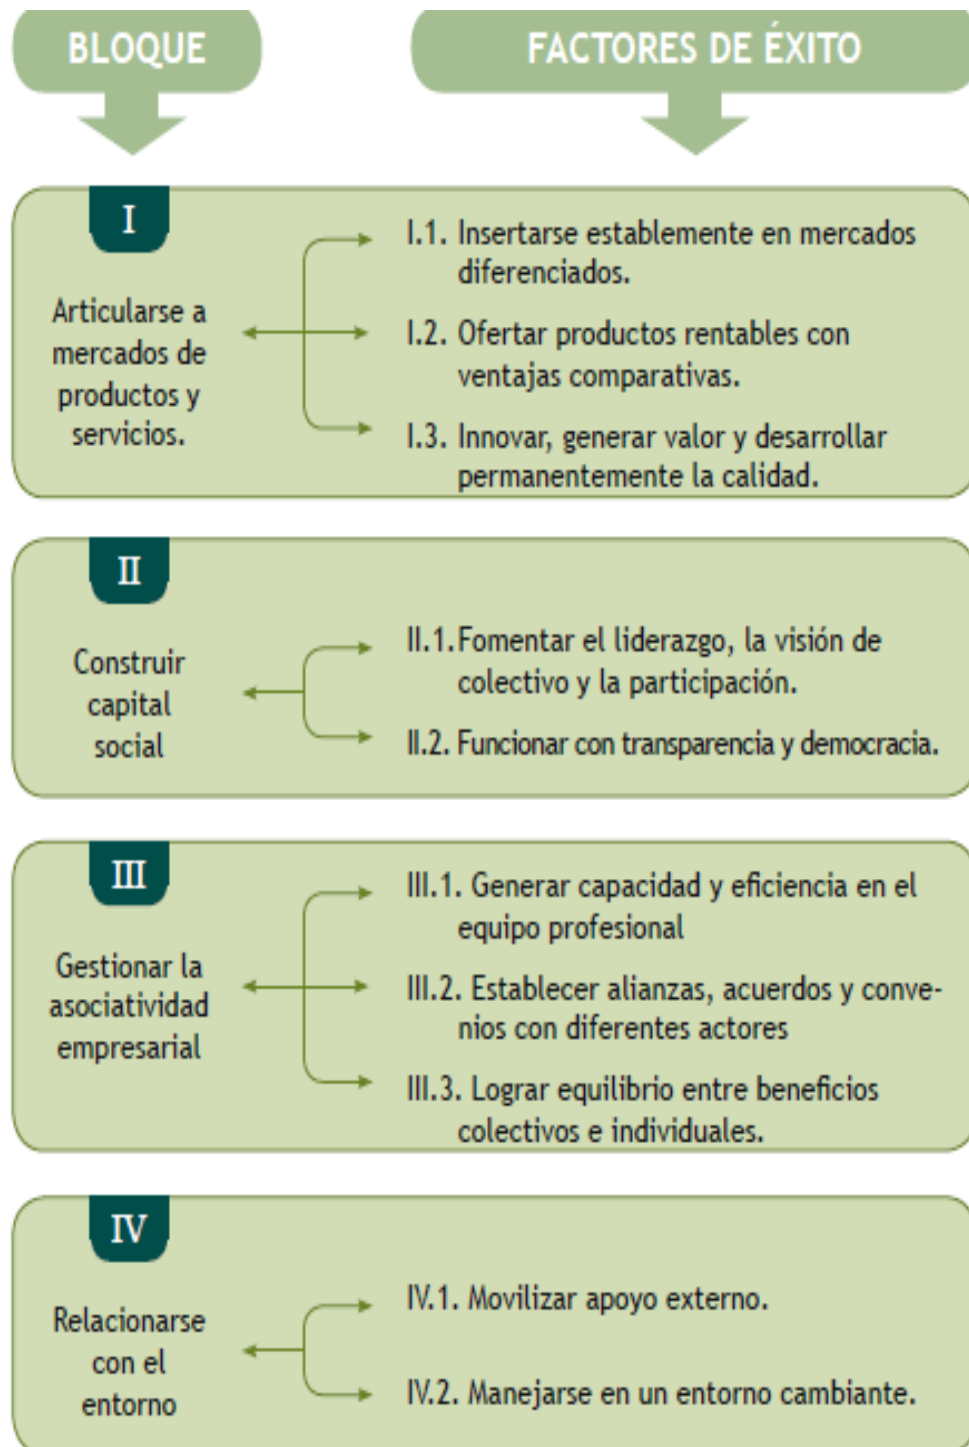 BLOQUE
FACTORES DE ÉXITO
I
Articularse a
mercados de
productos y
servicios.
I.1. Insertarse establemente en mercados
diferenciados.
I.2. Ofertar productos rentables con
ventajas comparativas.
I.3. Innovar, generar valor y desarrollar
permanentemente la calidad.
II
Construir
capital
social
II.1. Fomentar el liderazgo, la visión de
colectivo y la participación.
II.2. Funcionar con transparencia y democracia.
III
Gestionar la
asociatividad
empresarial
III.1. Generar capacidad y eficiencia en el
equipo profesional
III.2. Establecer alianzas, acuerdos y conve-
nios con diferentes actores
III.3. Lograr equilibrio entre beneficios
colectivos e individuales.
IV
Relacionarse
con el
entorno
IV.1. Movilizar apoyo externo.
IV.2. Manejarse en un entorno cambiante.